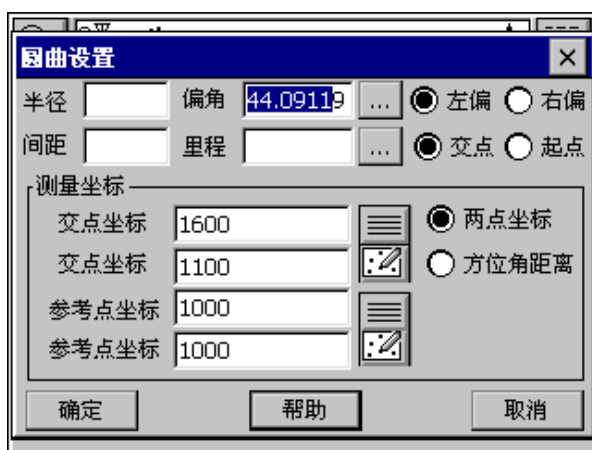 平
圆曲设置
半径 偏角 44.09119 ... 左偏 右偏
间距 里程 ... 交点 起点
测量坐标
交点坐标 1600 两点坐标
交点坐标 1100 方位角距离
参考点坐标 1000
参考点坐标 1000
确定 帮助 取消